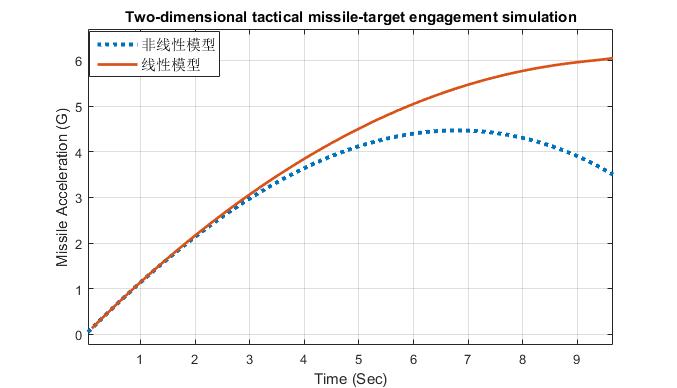 Two-dimensional tactical missile-target engagement simulation
非线性模型
线性模型
Missile Acceleration (G)
6
5
4
3
2
1
0
1 2 3 4 5 6 7 8 9
Time (Sec)